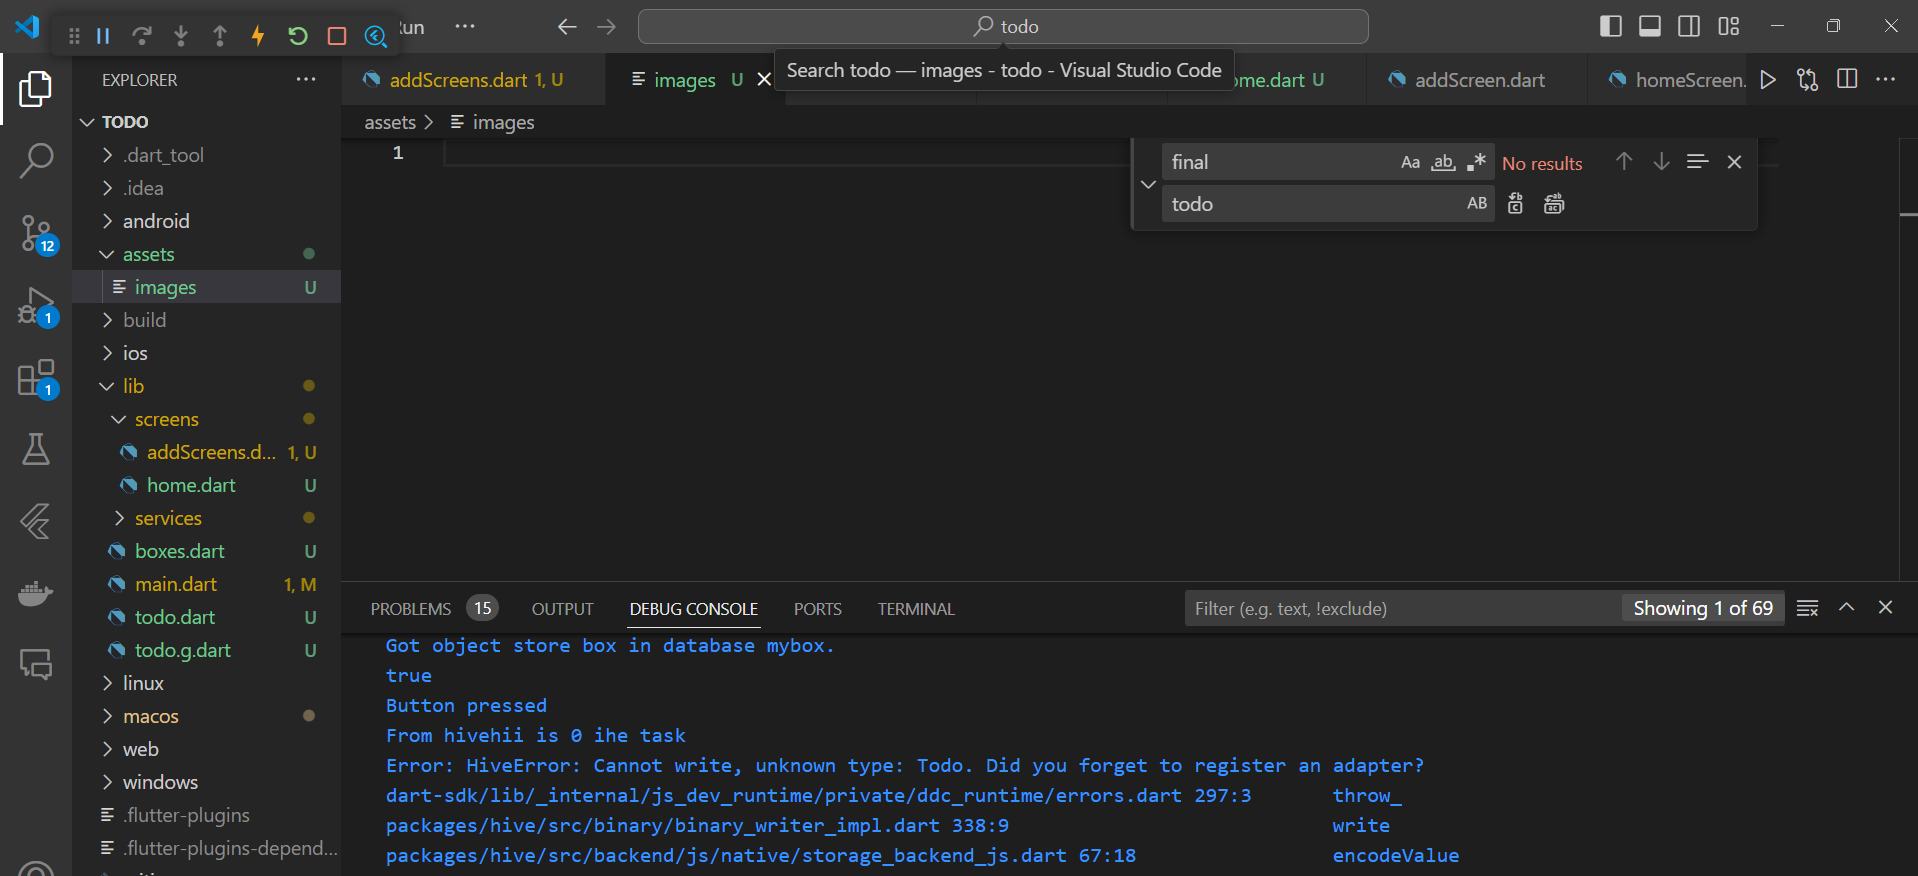 Run
todo
Search todo — images - todo - Visual Studio Code
EXPLORER
addScreens.dart 1, U
images U
ome.dart U
addScreen.dart
homeScreen.
TODO
assets > images
.dart_tool
.idea
android
assets
images U
build
ios
lib
screens
addScreens.d... 1, U
home.dart U
services
boxes.dart U
main.dart 1, M
todo.dart U
todo.g.dart U
linux
macos
web
windows
.flutter-plugins
.flutter-plugins-depend...
12
1
1
1
final Aa ab .* No results
todo AB
PROBLEMS 15 OUTPUT DEBUG CONSOLE PORTS TERMINAL
Filter (e.g. text, !exclude) Showing 1 of 69
Got object store box in database mybox.
true
Button pressed
From hivehii is 0 ihe task
Error: HiveError: Cannot write, unknown type: Todo. Did you forget to register an adapter?
dart-sdk/lib/_internal/js_dev_runtime/private/ddc_runtime/errors.dart 297:3 throw_
packages/hive/src/binary/binary_writer_impl.dart 338:9 write
packages/hive/src/backend/js/native/storage_backend_js.dart 67:18 encodeValue